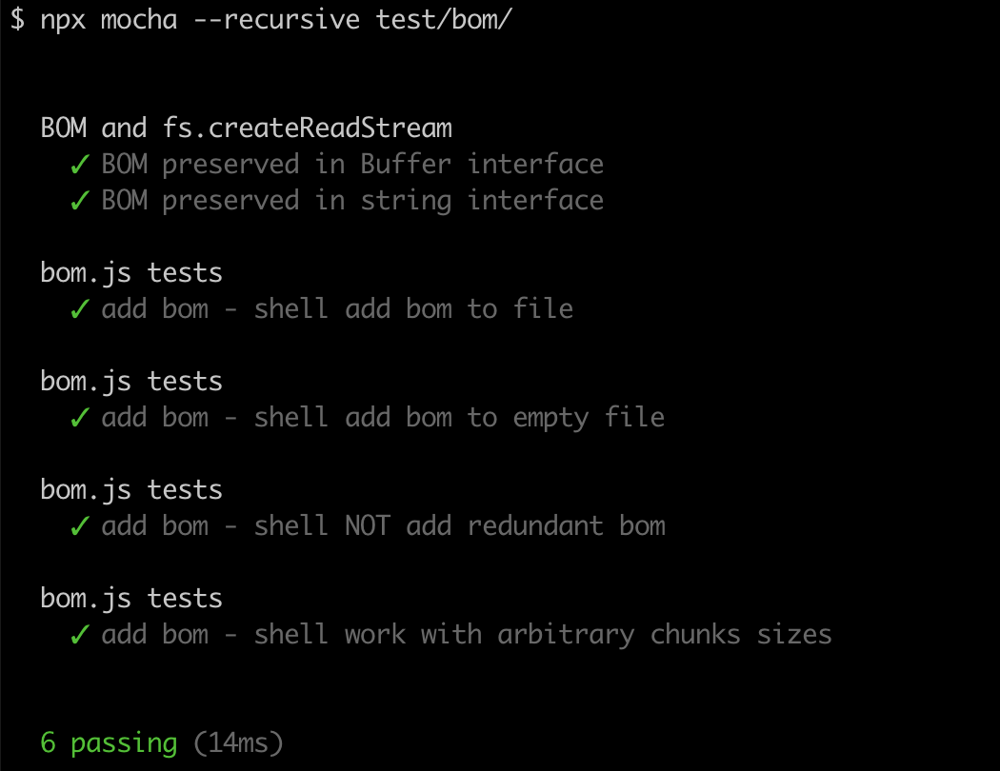 $ npx mocha --recursive test/bom/
BOM and fs.createReadStream
✓ BOM preserved in Buffer interface
✓ BOM preserved in string interface
bom.js tests
✓ add bom - shell add bom to file
bom.js tests
✓ add bom - shell add bom to empty file
bom.js tests
✓ add bom - shell NOT add redundant bom
bom.js tests
✓ add bom - shell work with arbitrary chunks sizes
6 passing (14ms)